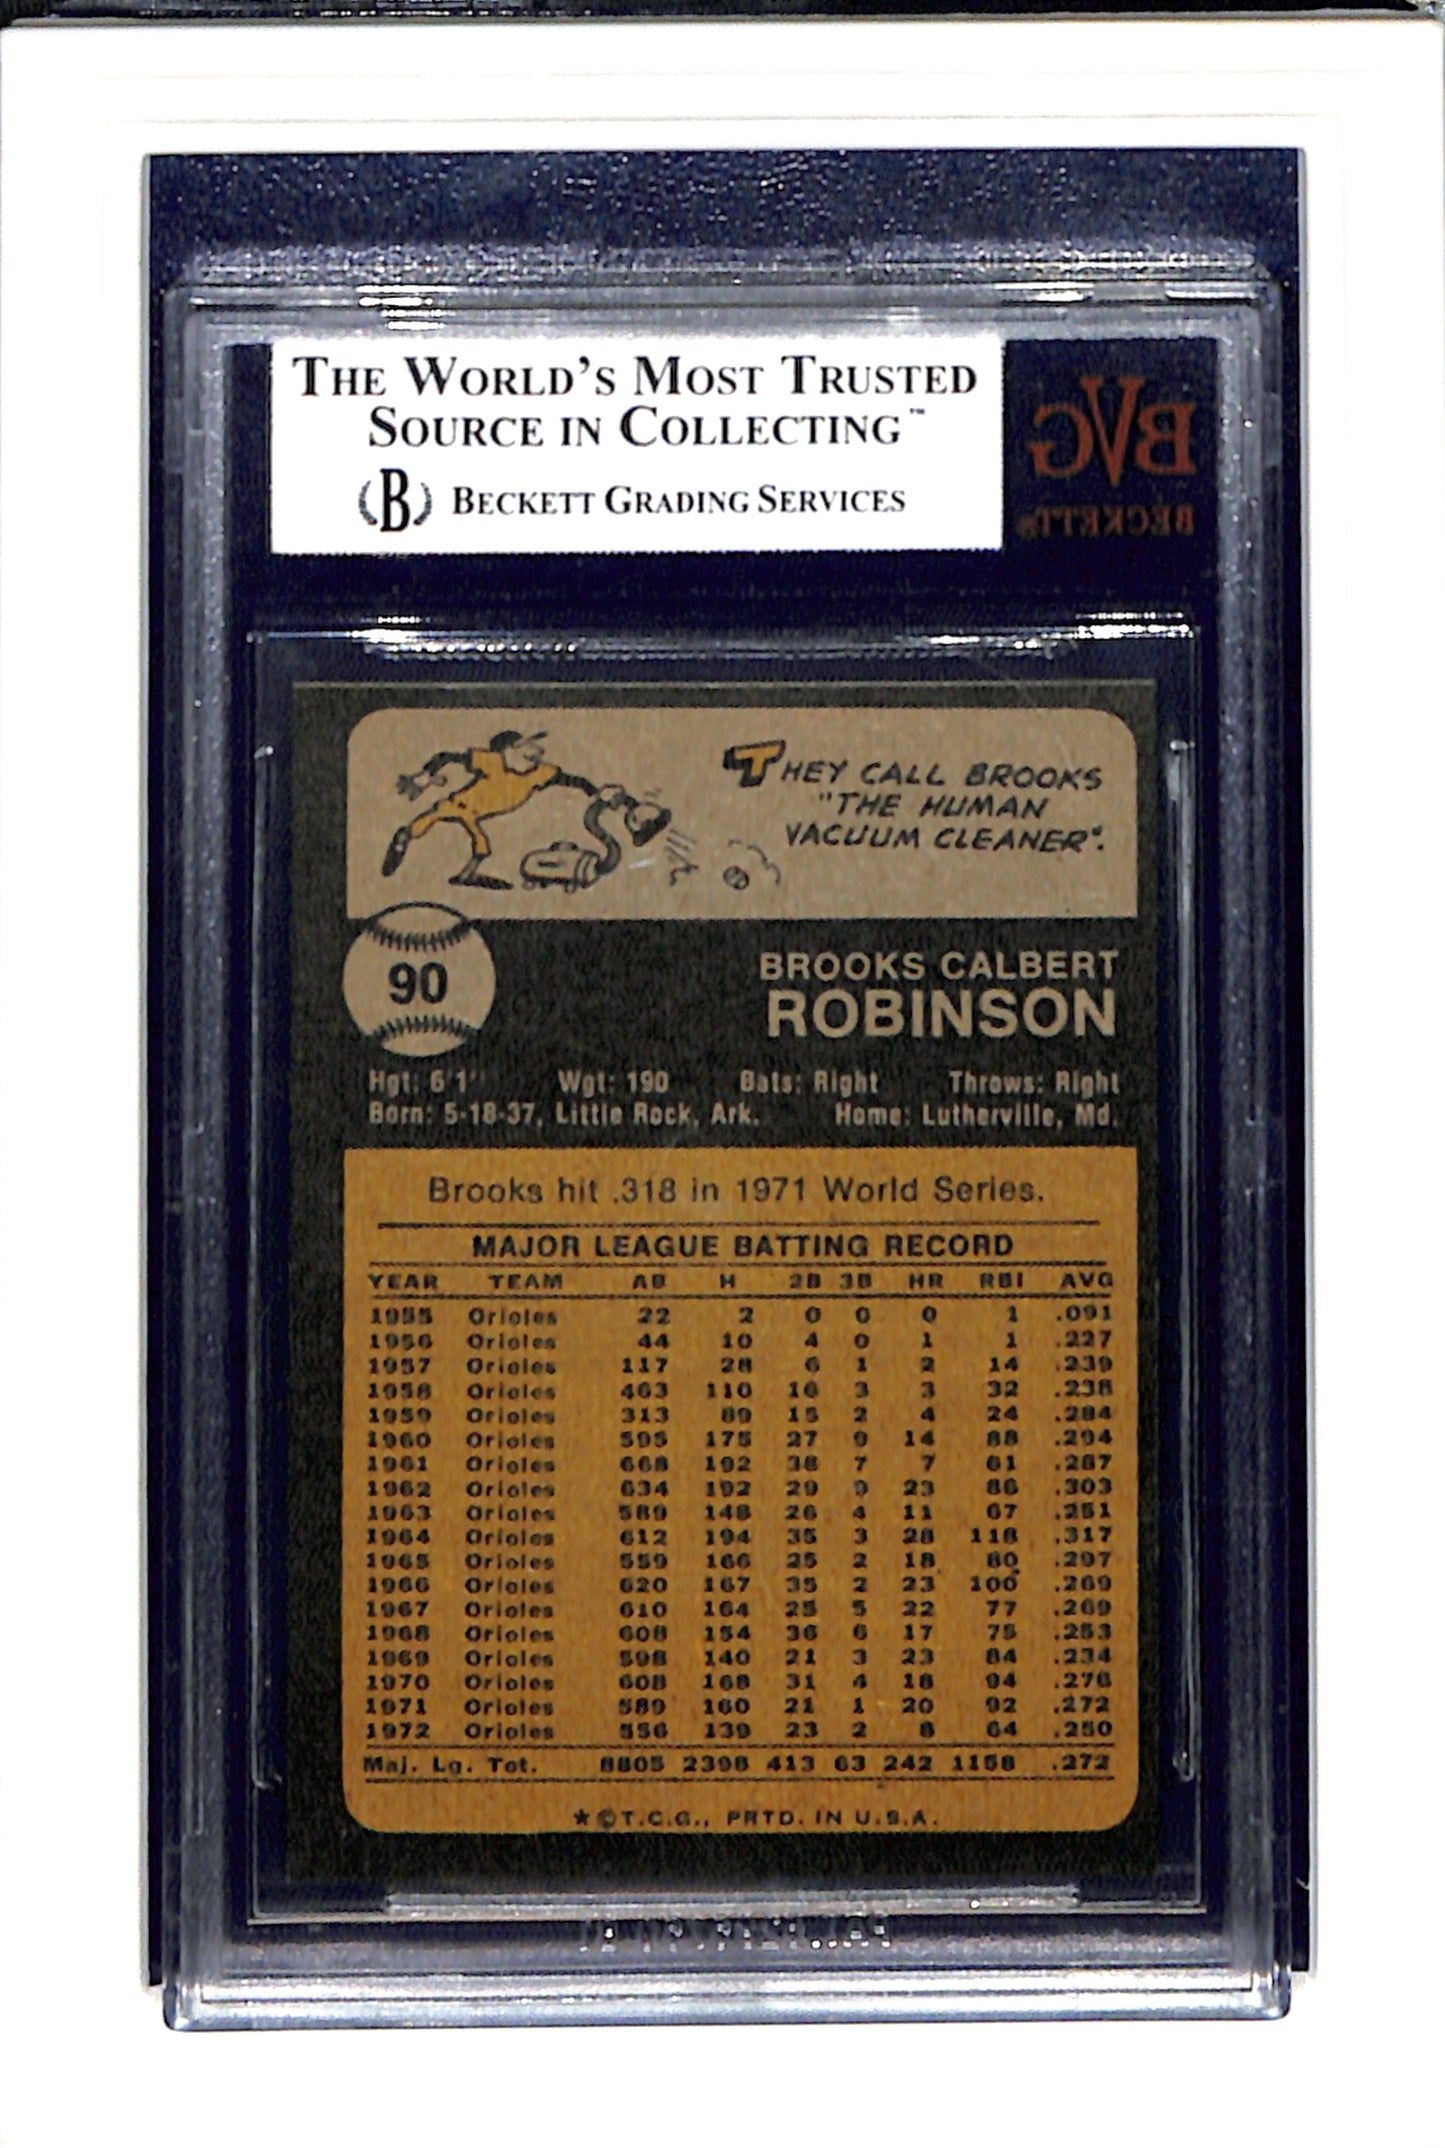 THE WORLD'S MOST TRUSTED
SOURCE IN COLLECTING™
B BECKETT GRADING SERVICES
BVG
BECKETT®
THEY CALL BROOKS
"THE HUMAN
VACUUM CLEANER".
90
BROOKS CALBERT
ROBINSON
Hgt: 6'1" Wgt: 190 Bats: Right Throws: Right
Born: 5-18-37, Little Rock, Ark. Home: Lutherville, Md.
Brooks hit .318 in 1971 World Series.
MAJOR LEAGUE BATTING RECORD
YEAR TEAM AB H 2B 3B HR RBI AVG
1955 Orioles 22 2 0 0 0 1 .091
1956 Orioles 44 10 4 0 1 1 .227
1957 Orioles 117 28 6 1 2 14 .239
1958 Orioles 463 110 16 3 3 32 .238
1959 Orioles 313 89 15 2 4 24 .284
1960 Orioles 595 175 27 9 14 88 .294
1961 Orioles 668 192 38 7 7 61 .287
1962 Orioles 634 192 29 9 23 86 .303
1963 Orioles 589 148 26 4 11 67 .251
1964 Orioles 612 194 35 3 28 118 .317
1965 Orioles 559 166 25 2 18 80 .297
1966 Orioles 620 167 35 2 23 100 .269
1967 Orioles 610 164 25 5 22 77 .269
1968 Orioles 608 154 36 6 17 75 .253
1969 Orioles 598 140 21 3 23 84 .234
1970 Orioles 608 168 31 4 18 94 .276
1971 Orioles 589 160 21 1 20 92 .272
1972 Orioles 556 139 23 2 8 64 .250
Maj. Lg. Tot. 8805 2398 413 63 242 1158 .272
★©T.C.G., PRTD. IN U.S.A.